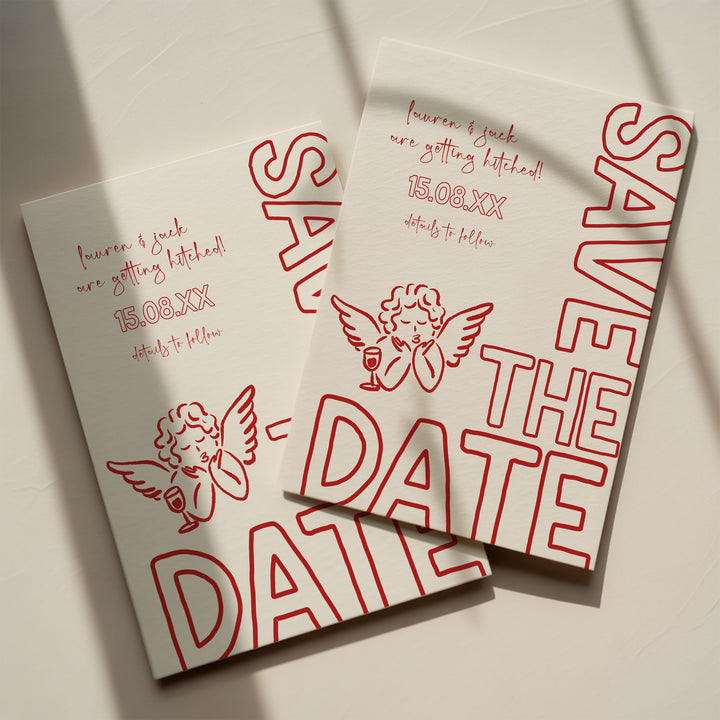 lauren & jack
are getting hitched!
15.08.XX
details to follow
SAVE
DATE
lauren & jack
are getting hitched!
15.08.XX
details to follow
SAVE
THE
DATE